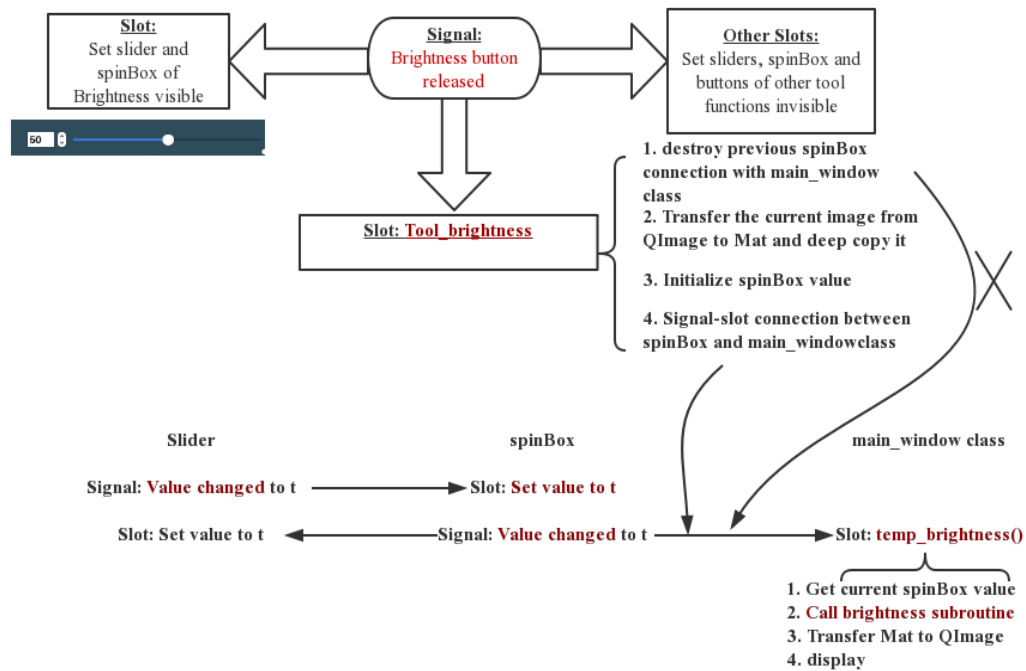 Slot:
Set slider and
spinBox of
Brightness visible
Signal:
Brightness button
released
Other Slots:
Set sliders, spinBox and
buttons of other tool
functions invisible
50
Slot: Tool_brightness
1. destroy previous spinBox
connection with main_window
class
2. Transfer the current image from
QImage to Mat and deep copy it
3. Initialize spinBox value
4. Signal-slot connection between
spinBox and main_windowclass
Slider
spinBox
main_window class
Signal: Value changed to t
Slot: Set value to t
Slot: Set value to t
Signal: Value changed to t
Slot: temp_brightness()
1. Get current spinBox value
2. Call brightness subroutine
3. Transfer Mat to QImage
4. display